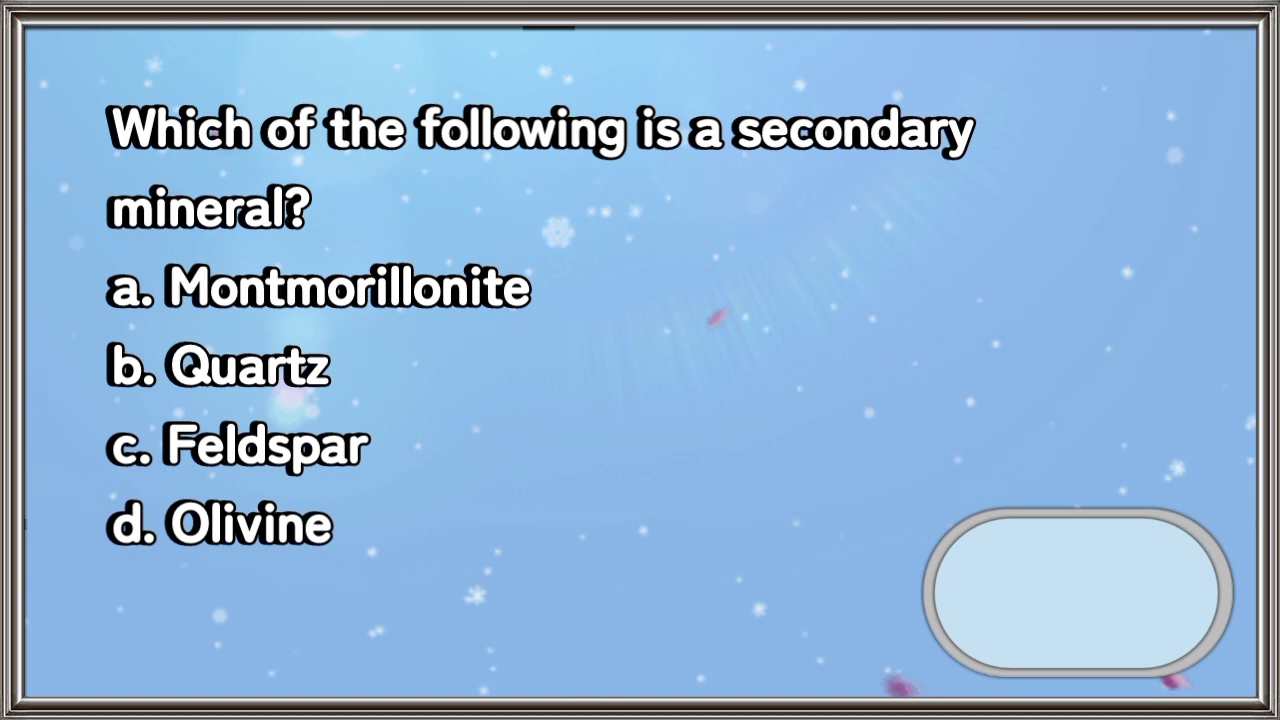 Which of the following is a secondary
mineral?
a. Montmorillonite
b. Quartz
c. Feldspar
d. Olivine